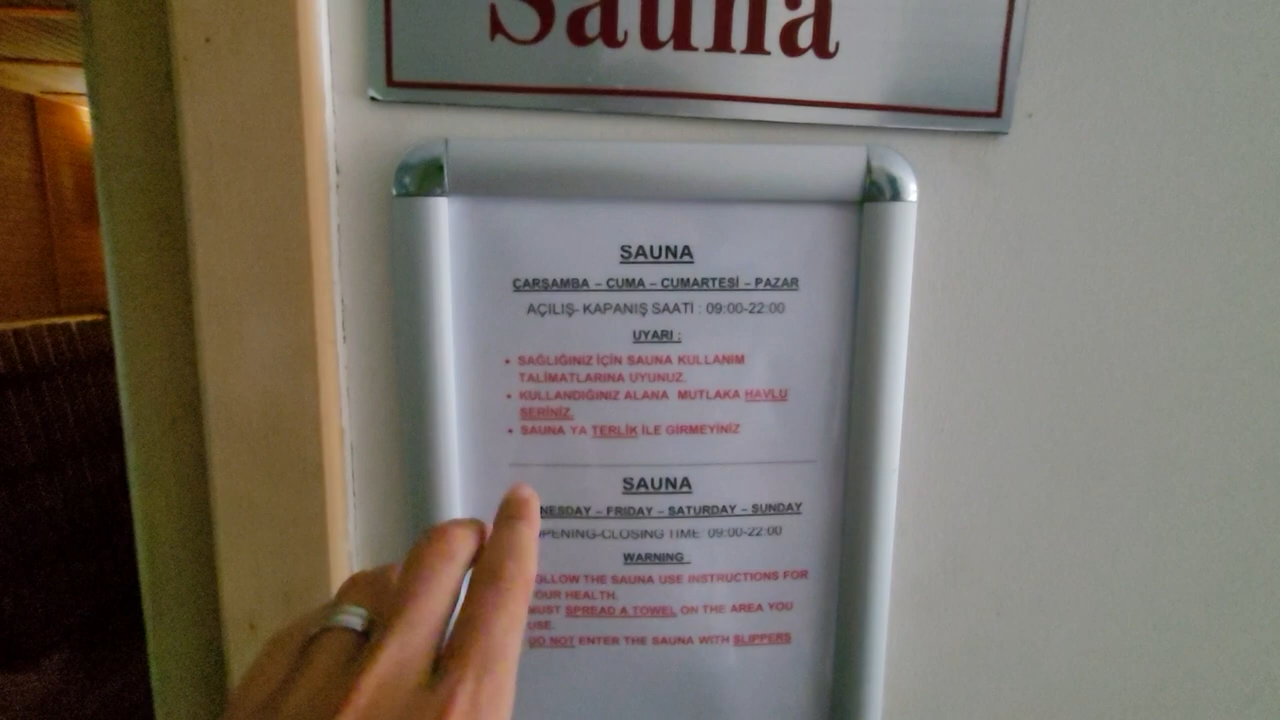 Sauna
SAUNA
ÇARŞAMBA – CUMA – CUMARTESİ – PAZAR
AÇILIŞ- KAPANIŞ SAATİ : 09:00-22:00
UYARI :
• SAĞLIĞINIZ İÇİN SAUNA KULLANIM
TALİMATLARINA UYUNUZ.
• KULLANDIĞINIZ ALANA MUTLAKA HAVLU
SERİNİZ.
• SAUNA YA TERLİK İLE GİRMEYİNİZ
SAUNA
– FRIDAY – SATURDAY – SUNDAY
PENING-CLOSING TIME: 09:00-22:00
WARNING :
OLLOW THE SAUNA USE INSTRUCTIONS FOR
OUR HEALTH.
MUST SPREAD A TOWEL ON THE AREA YOU
USE.
DO NOT ENTER THE SAUNA WITH SLIPPERS